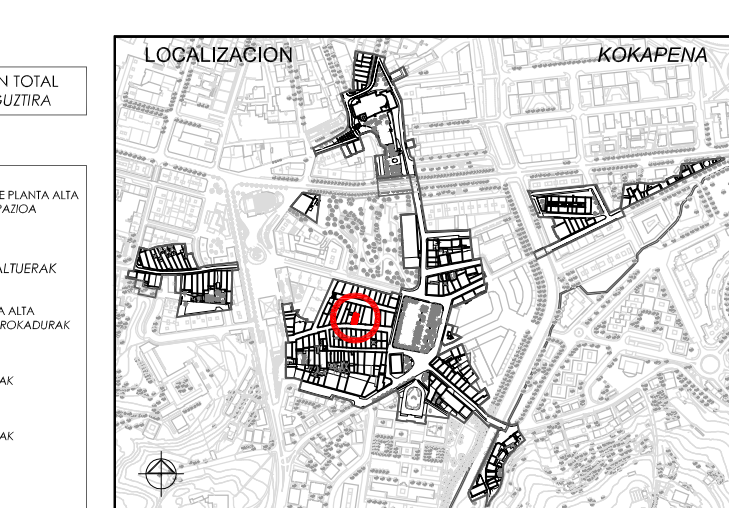 LOCALIZACION
KOKAPENA
N TOTAL
GUZTIRA
E PLANTA ALTA
PAZIOA
ALTUERAK
A ALTA
ROKADURAK
AK
AK